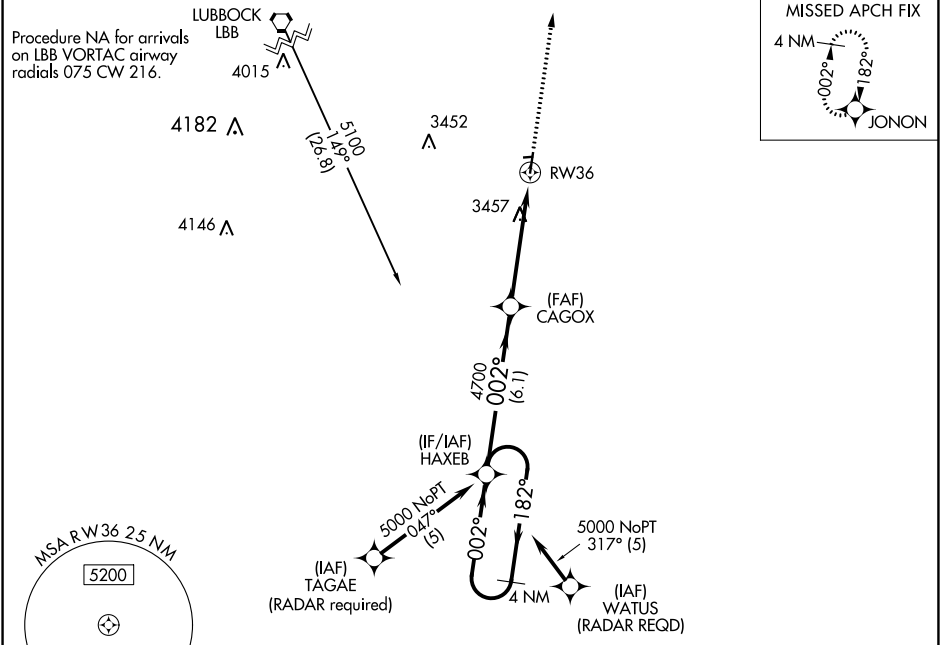 LUBBOCK
LBB
Procedure NA for arrivals
on LBB VORTAC airway
radials 075 CW 216.
4015
4182
4146
5100
149°
(26.8)
3452
RW36
3457
MISSED APCH FIX
4 NM
002°
182°
JONON
(FAF)
CAGOX
4700
002°
(6.1)
(IF/IAF)
HAXEB
5000 NoPT
047°
(5)
002°
182°
4 NM
5000 NoPT
317° (5)
(IAF)
TAGAE
(RADAR required)
(IAF)
WATUS
(RADAR REQD)
MSA RW36 25 NM
5200